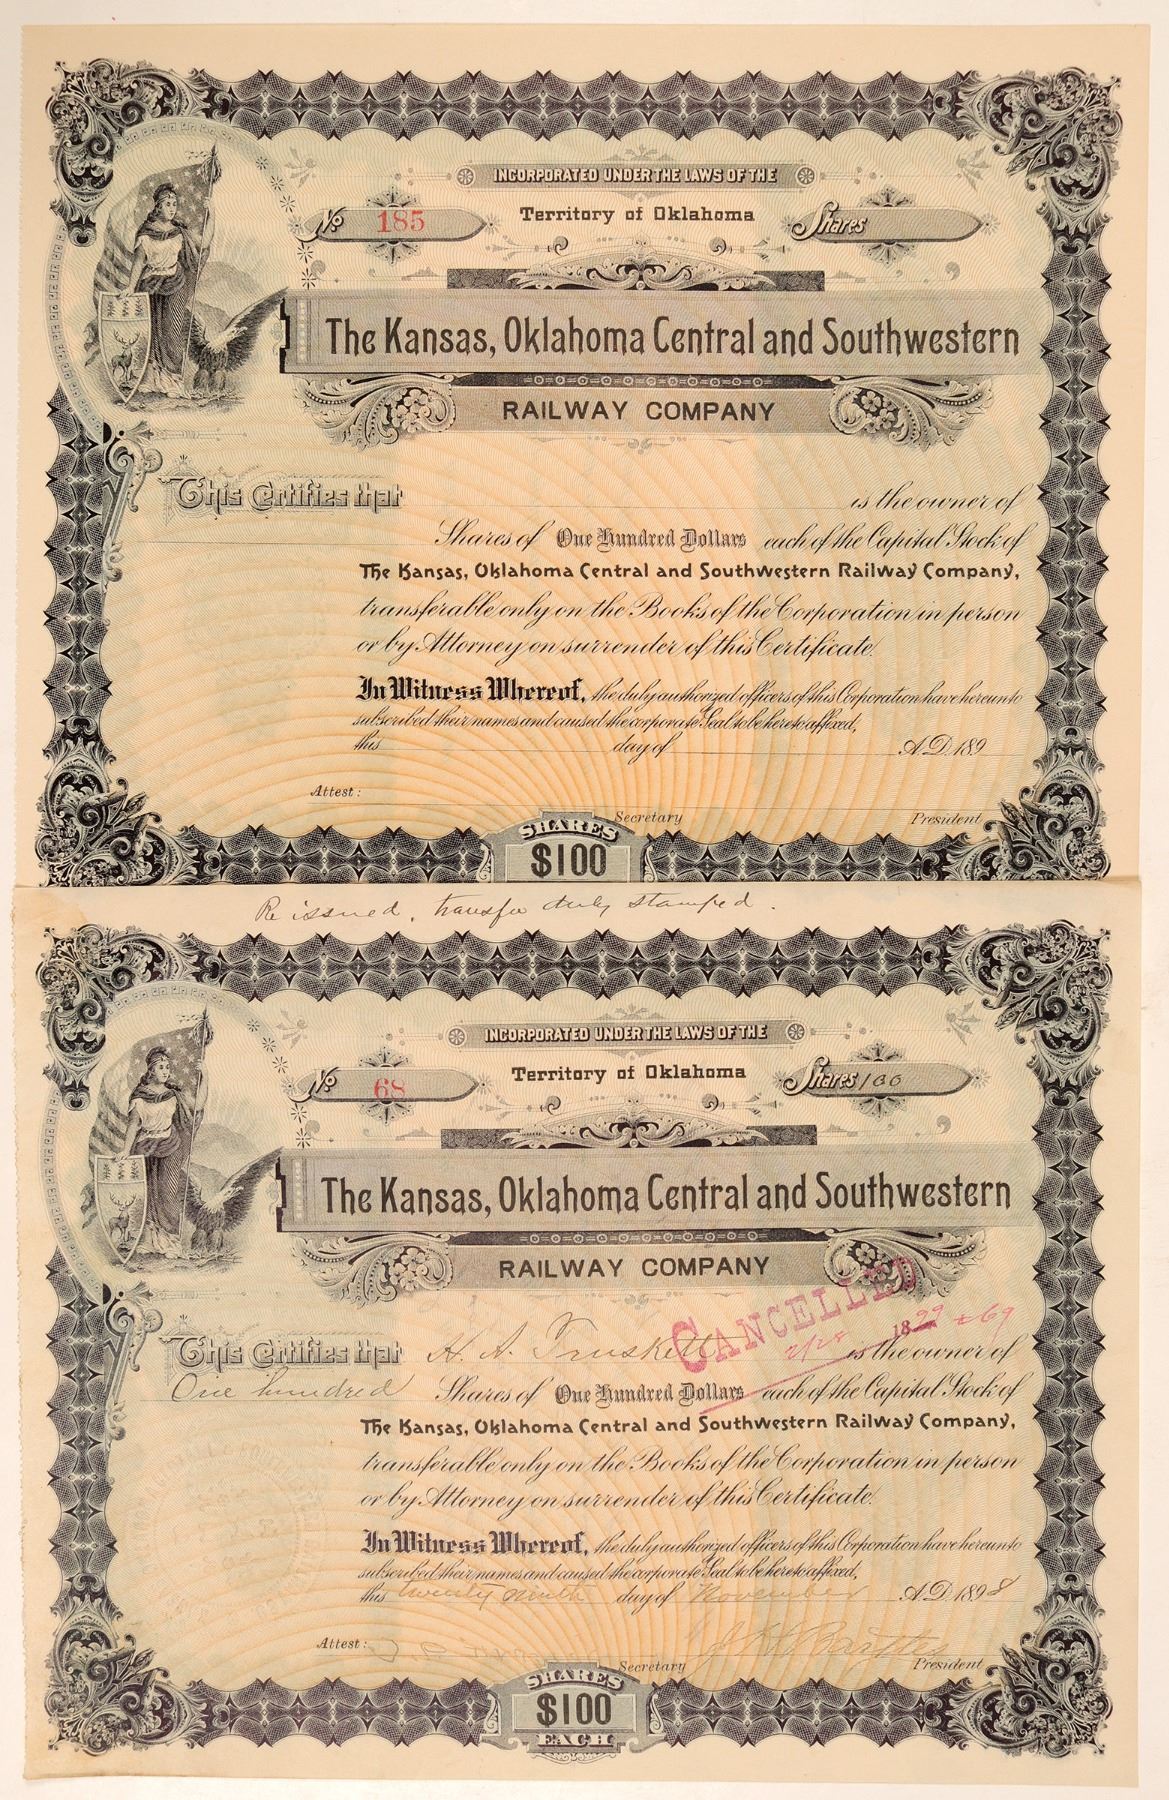 INCORPORATED UNDER THE LAWS OF THE
Territory of Oklahoma
No 185
Shares
The Kansas, Oklahoma Central and Southwestern
RAILWAY COMPANY
This Certifies that is the owner of
Shares of One Hundred Dollars each of the Capital Stock of
The Kansas, Oklahoma Central and Southwestern Railway Company,
transferable only on the Books of the Corporation in person
or by Attorney on surrender of this Certificate.
In Witness Whereof, the duly authorized officers of this Corporation have hereunto
subscribed their names and caused the corporate Seal to be hereto affixed,
this day of A.D. 189
Attest:
Secretary President
SHARES
$100
Re issued, transfer duly stamped.
INCORPORATED UNDER THE LAWS OF THE
Territory of Oklahoma
No 68
Shares 100
The Kansas, Oklahoma Central and Southwestern
RAILWAY COMPANY
CANCELLED
2/28 1899 #69
This Certifies that H. A. Truskett is the owner of
One hundred Shares of One Hundred Dollars each of the Capital Stock of
The Kansas, Oklahoma Central and Southwestern Railway Company,
transferable only on the Books of the Corporation in person
or by Attorney on surrender of this Certificate.
In Witness Whereof, the duly authorized officers of this Corporation have hereunto
subscribed their names and caused the corporate Seal to be hereto affixed,
this twenty ninth day of November A.D. 1898
Attest:
Secretary President
SHARES
$100
EACH